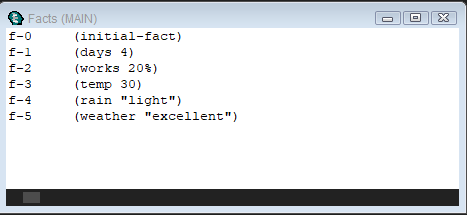 Facts (MAIN)
f-0 (initial-fact)
f-1 (days 4)
f-2 (works 20%)
f-3 (temp 30)
f-4 (rain "light")
f-5 (weather "excellent")